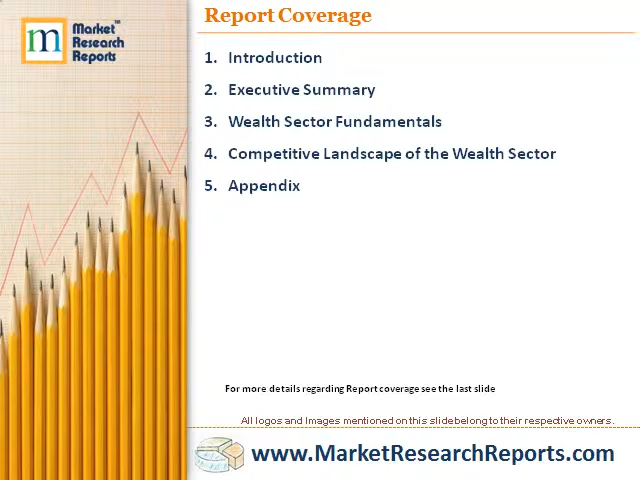 Report Coverage
m
Market™
Research
Reports
1. Introduction
2. Executive Summary
3. Wealth Sector Fundamentals
4. Competitive Landscape of the Wealth Sector
5. Appendix
For more details regarding Report coverage see the last slide
All logos and Images mentioned on this slide belong to their respective owners.
www.MarketResearchReports.com